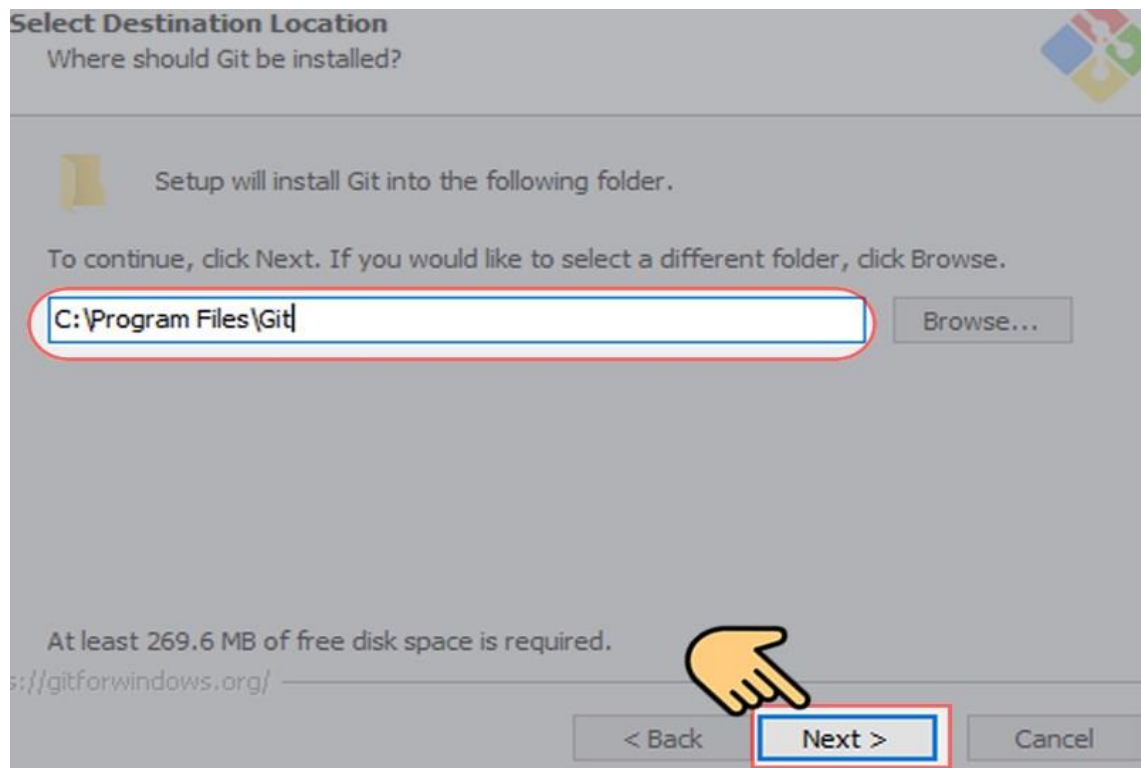 Select Destination Location
Where should Git be installed?
Setup will install Git into the following folder.
To continue, click Next. If you would like to select a different folder, click Browse.
C:\Program Files\Git
Browse...
At least 269.6 MB of free disk space is required.
s://gitforwindows.org/
< Back
Next >
Cancel